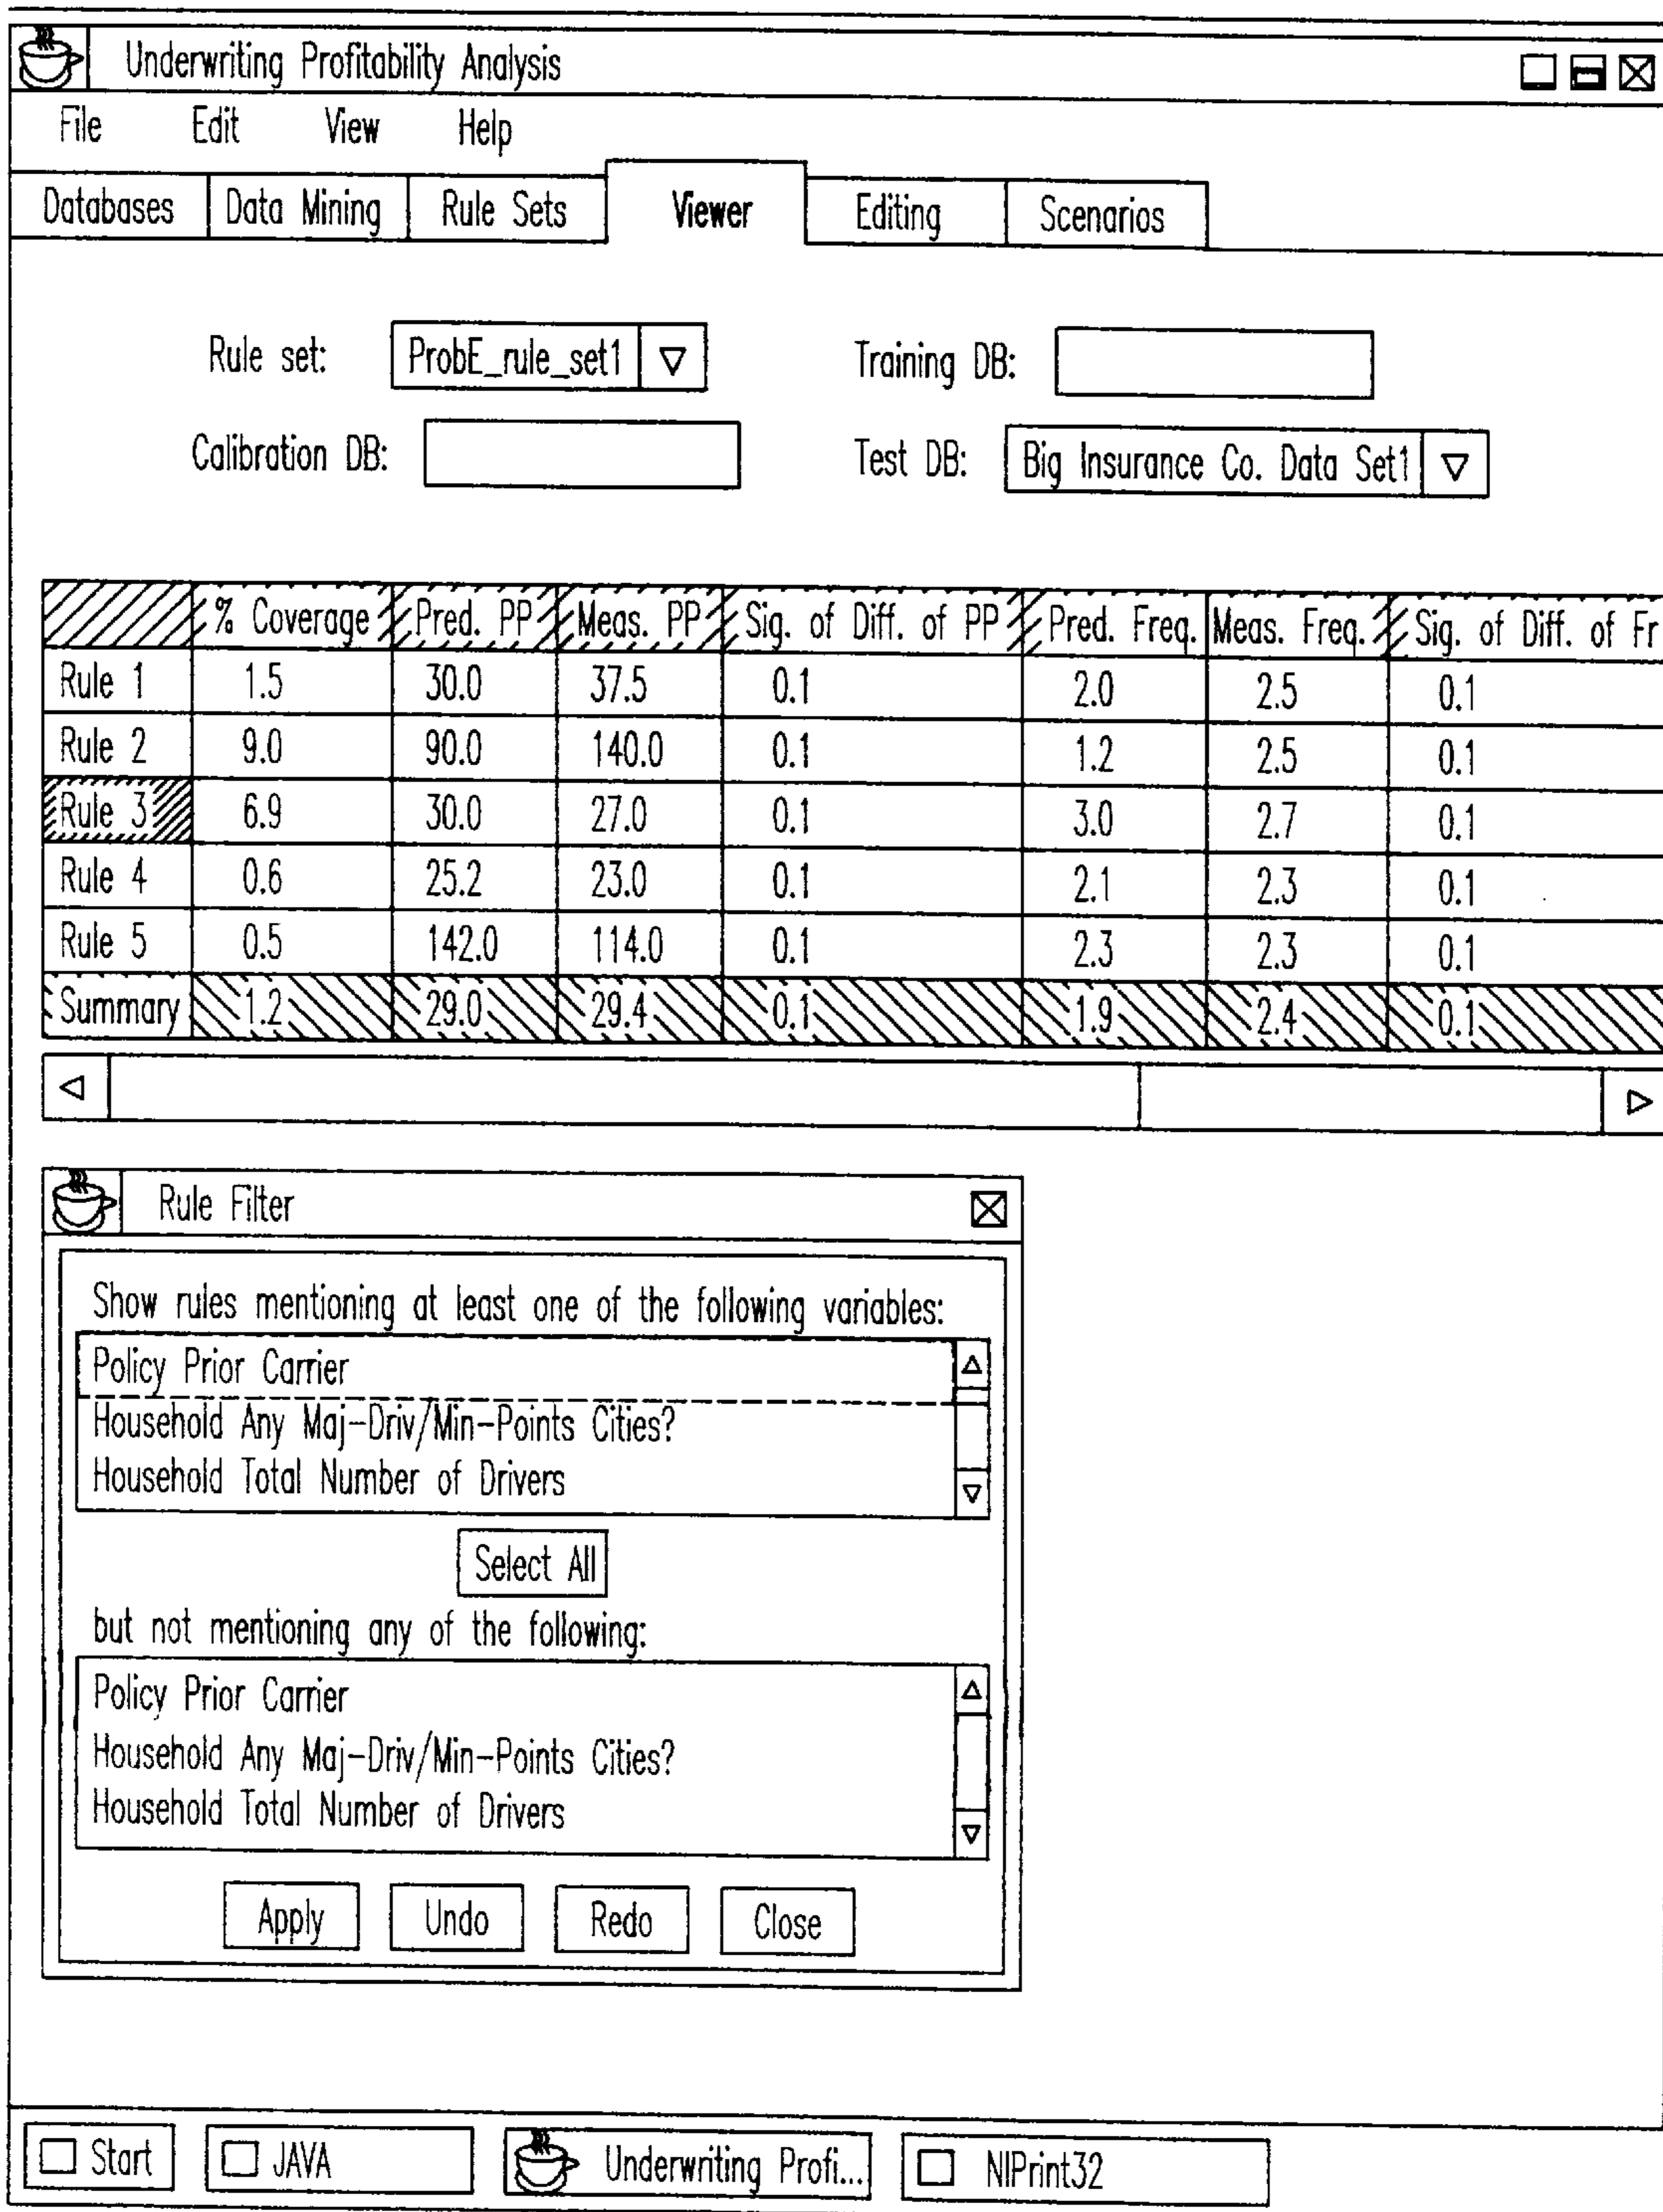 Underwriting Profitability Analysis
File Edit View Help
Databases Data Mining Rule Sets Viewer Editing Scenarios
Rule set: ProbE_rule_set1 Training DB:
Calibration DB: Test DB: Big Insurance Co. Data Set1
% Coverage Pred. PP Meas. PP Sig. of Diff. of PP Pred. Freq. Meas. Freq. Sig. of Diff. of Fr
Rule 1 1.5 30.0 37.5 0.1 2.0 2.5 0.1
Rule 2 9.0 90.0 140.0 0.1 1.2 2.5 0.1
Rule 3 6.9 30.0 27.0 0.1 3.0 2.7 0.1
Rule 4 0.6 25.2 23.0 0.1 2.1 2.3 0.1
Rule 5 0.5 142.0 114.0 0.1 2.3 2.3 0.1
Summary 1.2 29.0 29.4 0.1 1.9 2.4 0.1
Rule Filter
Show rules mentioning at least one of the following variables:
Policy Prior Carrier
Household Any Maj-Driv/Min-Points Cities?
Household Total Number of Drivers
Select All
but not mentioning any of the following:
Policy Prior Carrier
Household Any Maj-Driv/Min-Points Cities?
Household Total Number of Drivers
Apply Undo Redo Close
Start JAVA Underwriting Profi... NIPrint32